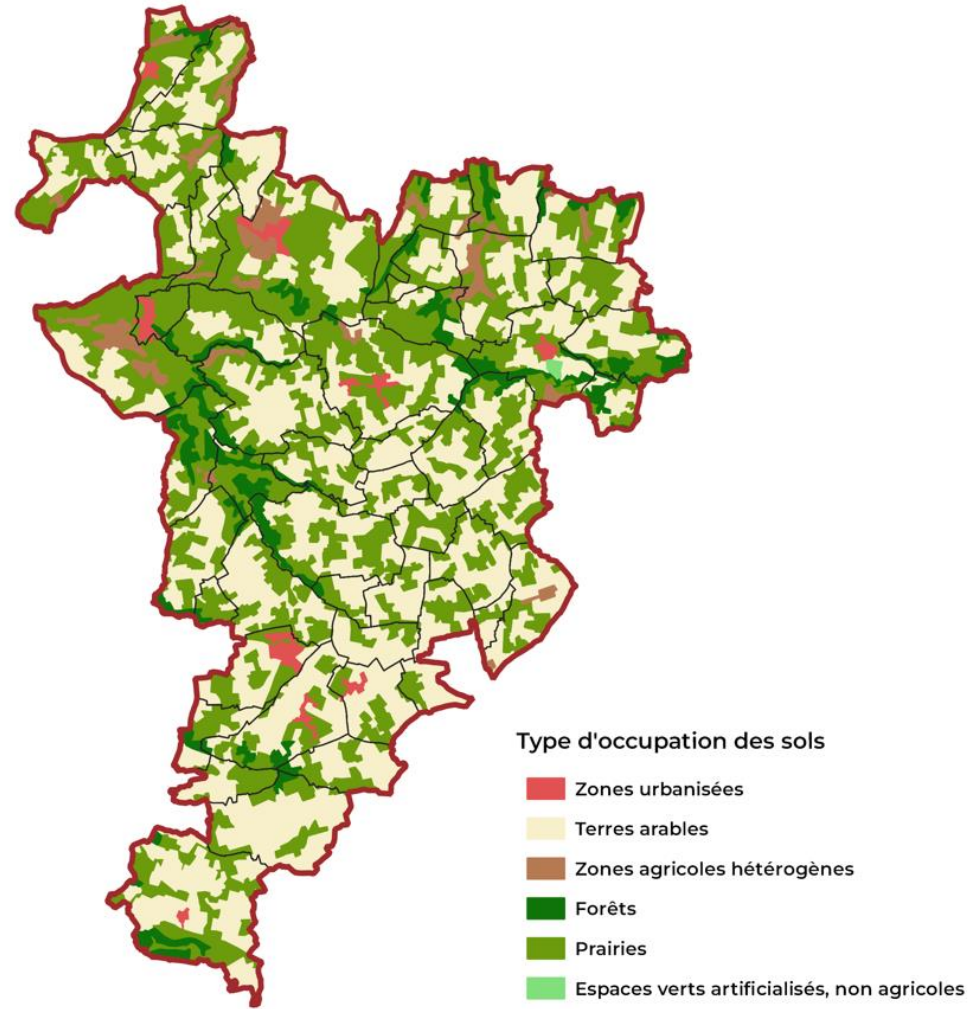 Type d'occupation des sols
Zones urbanisées
Terres arables
Zones agricoles hétérogènes
Forêts
Prairies
Espaces verts artificialisés, non agricoles